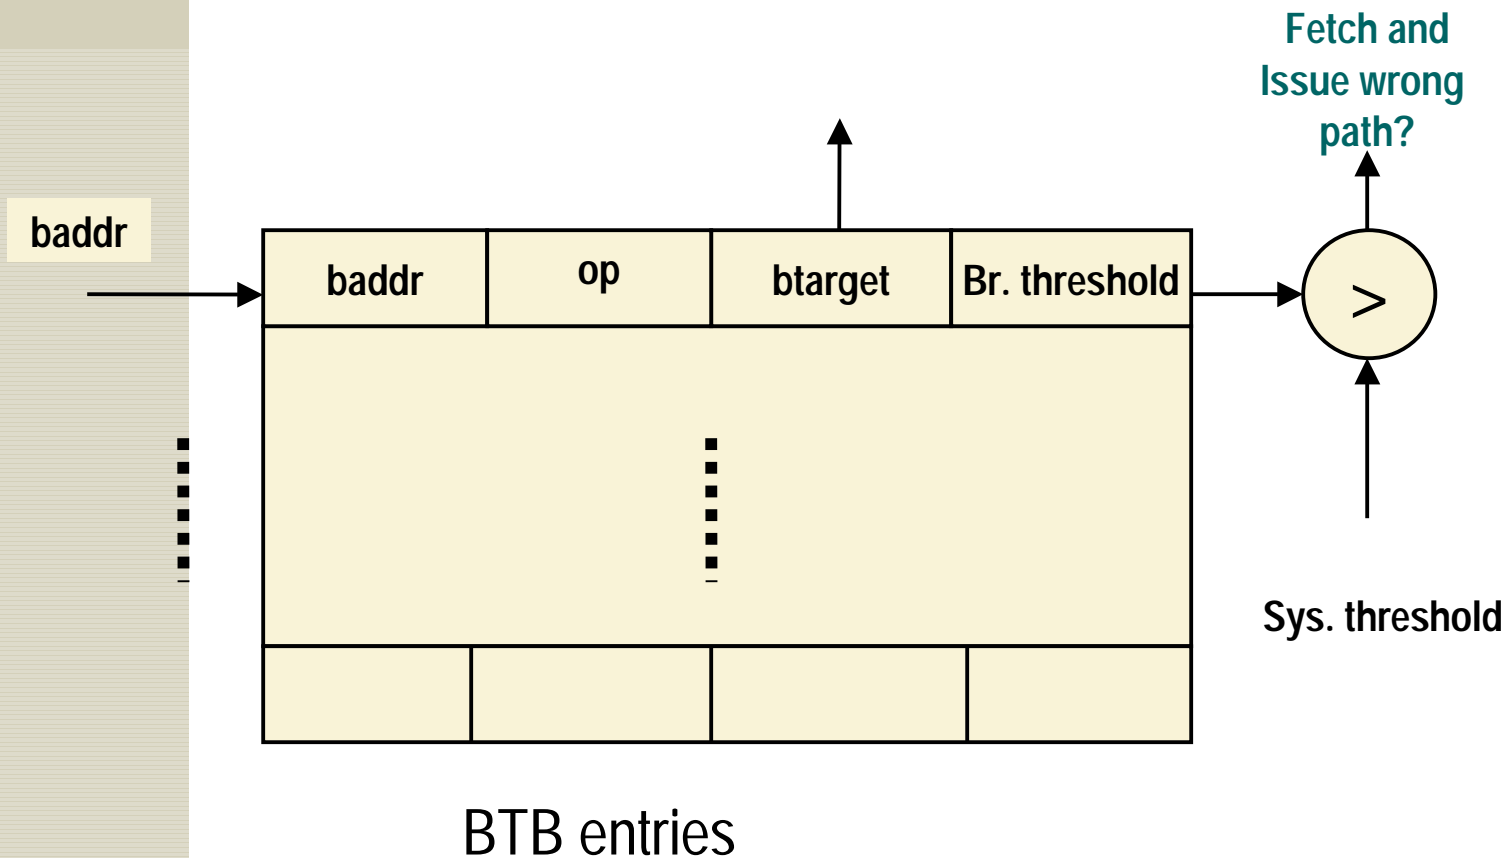 Fetch and
Issue wrong
path?
baddr
baddr op btarget Br. threshold
>
Sys. threshold
BTB entries